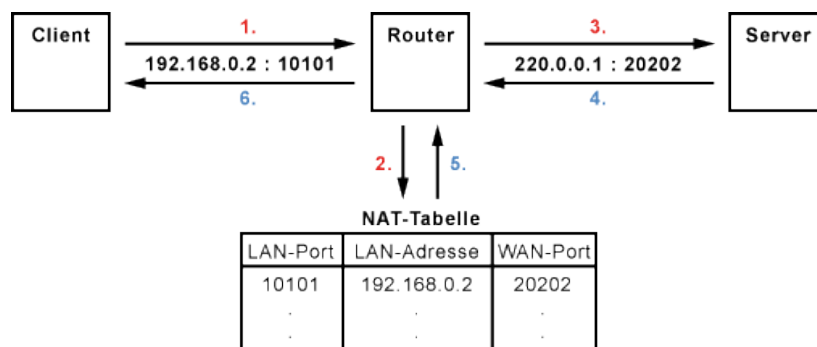 Client
1.
Router
3.
Server
192.168.0.2 : 10101
220.0.0.1 : 20202
6.
4.
2.
5.
NAT-Tabelle
LAN-Port LAN-Adresse WAN-Port
10101 192.168.0.2 20202
. . .
. . .